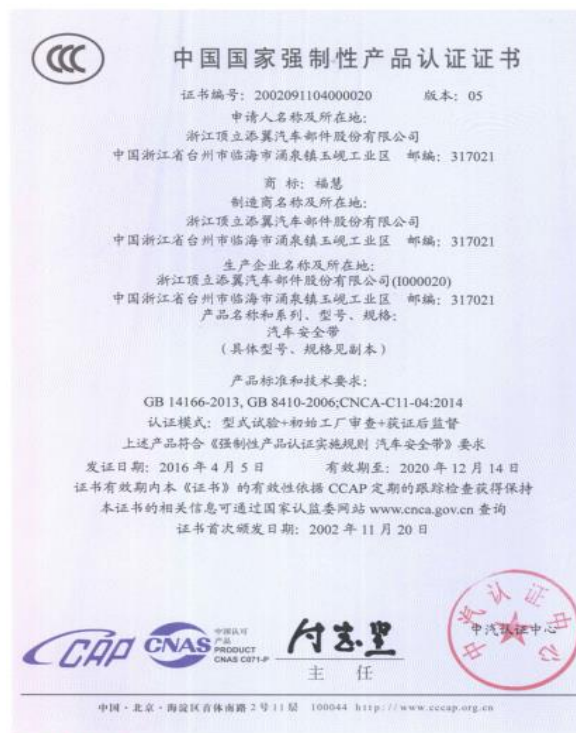 中国国家强制性产品认证证书
证书编号: 2002091104000020 版本: 05
申请人名称及所在地:
浙江顶立添翼汽车部件股份有限公司
中国浙江省台州市临海市涌泉镇玉岘工业区 邮编: 317021
商 标: 福慧
制造商名称及所在地:
浙江顶立添翼汽车部件股份有限公司
中国浙江省台州市临海市涌泉镇玉岘工业区 邮编: 317021
生产企业名称及所在地:
浙江顶立添翼汽车部件股份有限公司(I000020)
中国浙江省台州市临海市涌泉镇玉岘工业区 邮编: 317021
产品名称和系列、型号、规格:
汽车安全带
(具体型号、规格见副本)
产品标准和技术要求:
GB 14166-2013, GB 8410-2006;CNCA-C11-04:2014
认证模式: 型式试验+初始工厂审查+获证后监督
上述产品符合《强制性产品认证实施规则 汽车安全带》要求
发证日期: 2016 年 4 月 5 日 有效期至: 2020 年 12 月 14 日
证书有效期内本《证书》的有效性依据 CCAP 定期的跟踪检查获得保持
本证书的相关信息可通过国家认监委网站 www.cnca.gov.cn 查询
证书首次颁发日期: 2002 年 11 月 20 日
CCAP
CNAS
中国认可
产品
PRODUCT
CNAS C071-P
主 任
中汽认证中心
中汽认证中心
中国·北京·海淀区首体南路 2 号 11 层 100044 http://www.cccap.org.cn